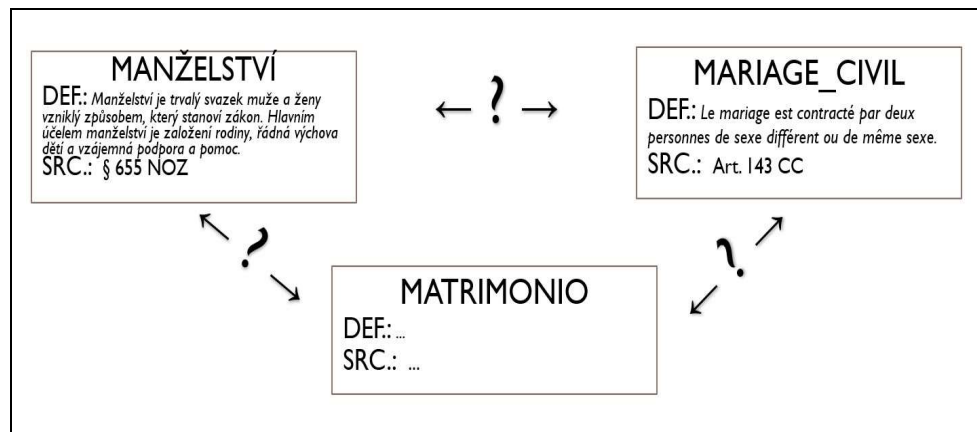 MANŽELSTVÍ
DEF.: Manželství je trvalý svazek muže a ženy
vzniklý způsobem, který stanoví zákon. Hlavním
účelem manželství je založení rodiny, řádná výchova
dětí a vzájemná podpora a pomoc.
SRC.: § 655 NOZ
← ? →
MARIAGE_CIVIL
DEF.: Le mariage est contracté par deux
personnes de sexe différent ou de même sexe.
SRC.: Art. 143 CC
?
?
MATRIMONIO
DEF.: ...
SRC.: ...